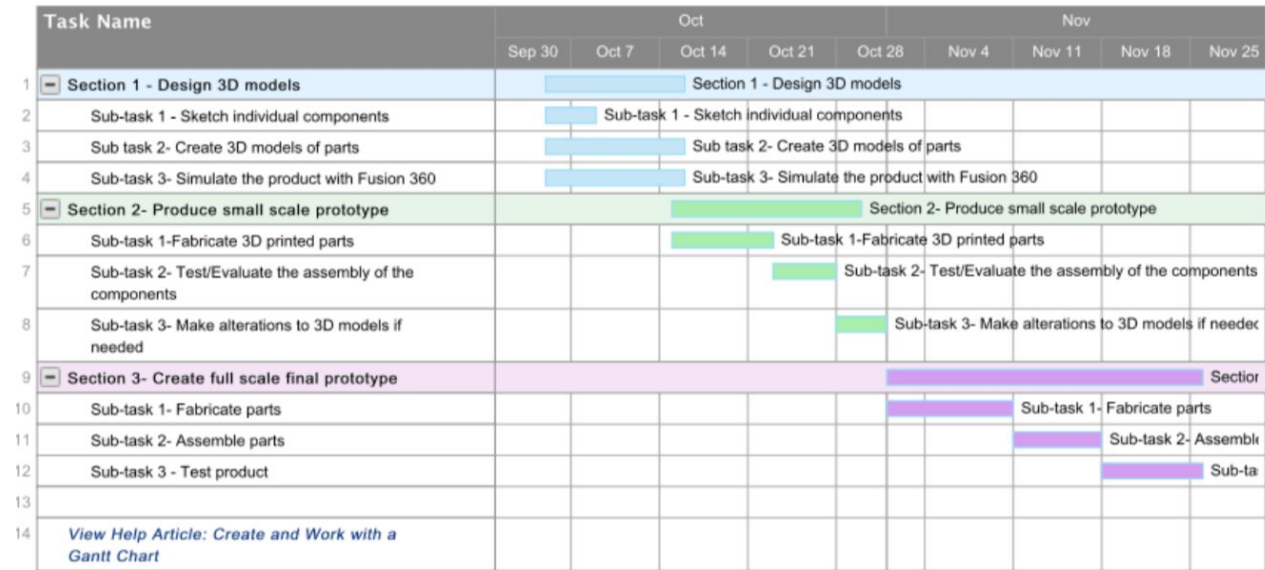 Task Name
Oct
Nov
Sep 30
Oct 7
Oct 14
Oct 21
Oct 28
Nov 4
Nov 11
Nov 18
Nov 25
1
Section 1 - Design 3D models
Section 1 - Design 3D models
2
Sub-task 1 - Sketch individual components
Sub-task 1 - Sketch individual components
3
Sub task 2- Create 3D models of parts
Sub task 2- Create 3D models of parts
4
Sub-task 3- Simulate the product with Fusion 360
Sub-task 3- Simulate the product with Fusion 360
5
Section 2- Produce small scale prototype
Section 2- Produce small scale prototype
6
Sub-task 1-Fabricate 3D printed parts
Sub-task 1-Fabricate 3D printed parts
7
Sub-task 2- Test/Evaluate the assembly of the
components
Sub-task 2- Test/Evaluate the assembly of the components
8
Sub-task 3- Make alterations to 3D models if
needed
Sub-task 3- Make alterations to 3D models if
9
Section 3- Create full scale final prototype
10
Sub-task 1- Fabricate parts
Sub-task 1- Fabricate parts
11
Sub-task 2- Assemble parts
Sub-task 2-
12
Sub-task 3 - Test product
13
14
View Help Article: Create and Work with a
Gantt Chart